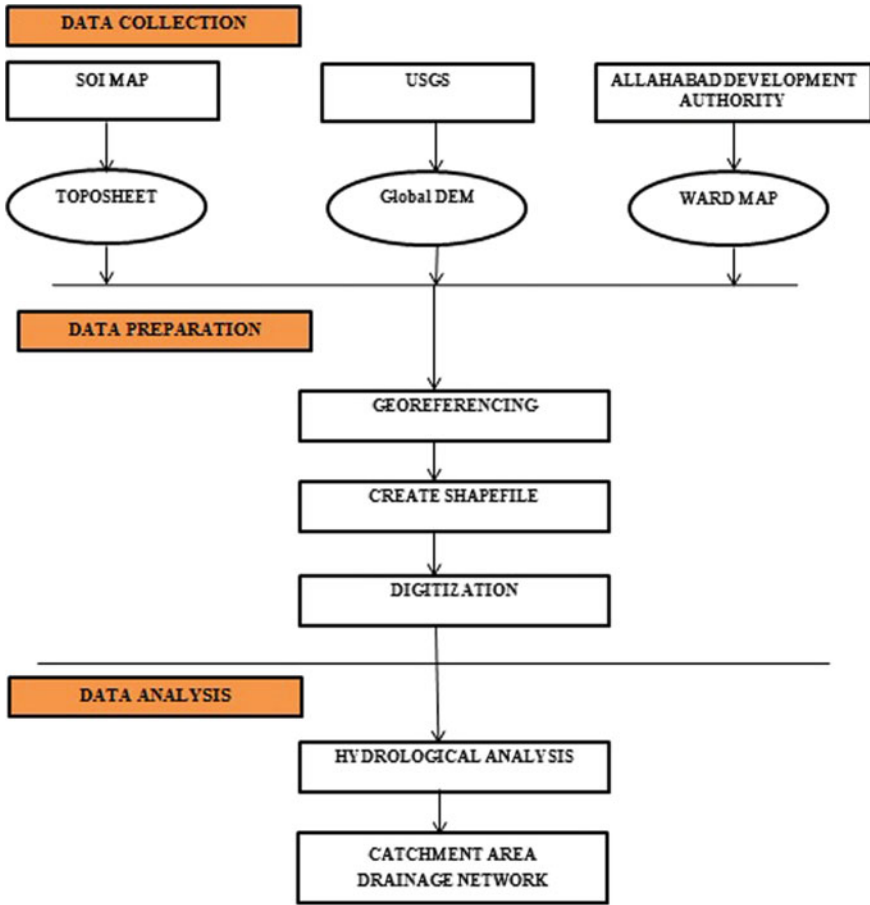 DATA COLLECTION
SOI MAP
USGS
ALLAHABAD DEVELOPMENT
AUTHORITY
TOPOSHEET
Global DEM
WARD MAP
DATA PREPARATION
GEOREFERENCING
CREATE SHAPEFILE
DIGITIZATION
DATA ANALYSIS
HYDROLOGICAL ANALYSIS
CATCHMENT AREA
DRAINAGE NETWORK